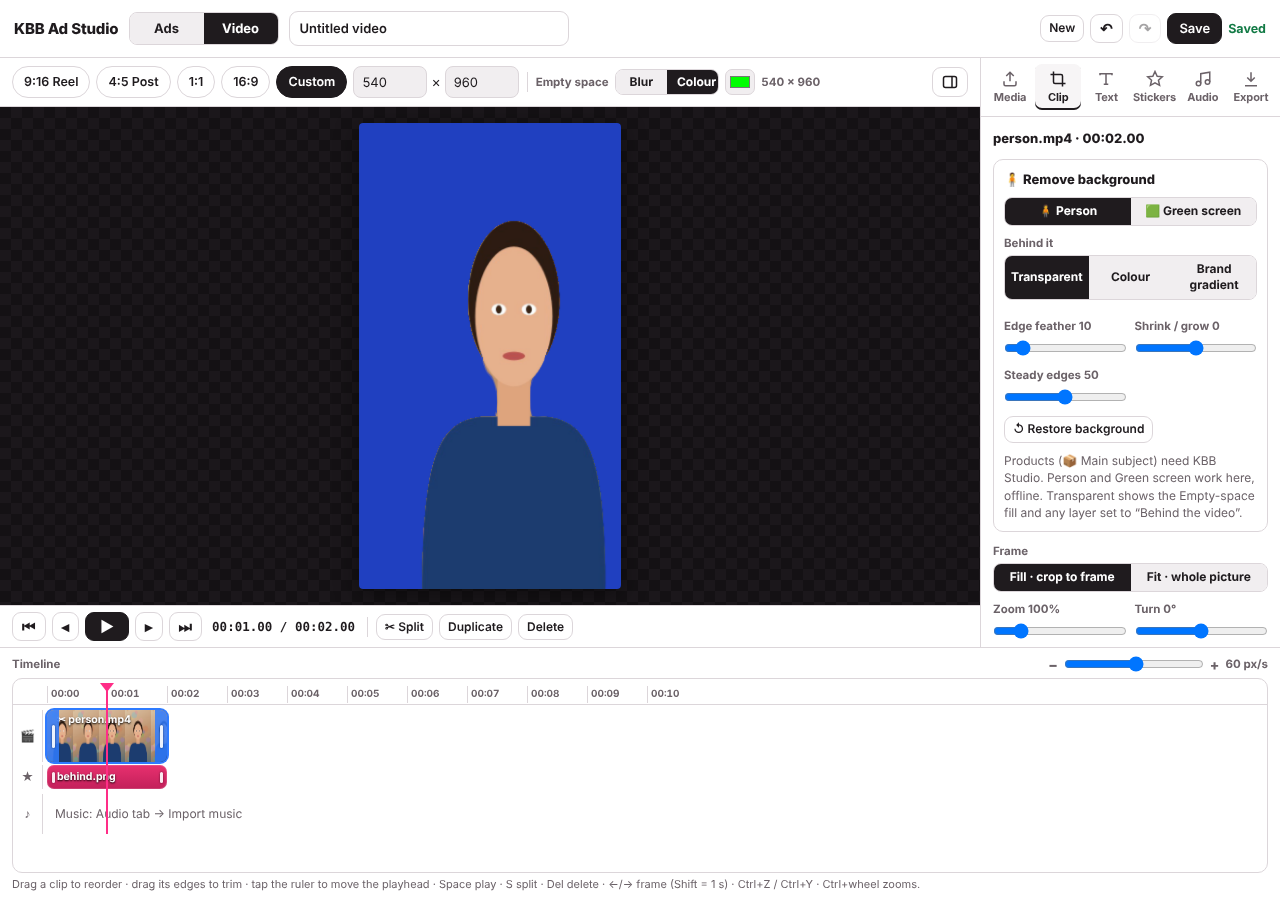 KBB Ad Studio
Ads
Video
Untitled video
New
Save
Saved
9:16 Reel
4:5 Post
1:1
16:9
Custom
540
×
960
Empty space
Blur
Colour
540 × 960
Media
Clip
Text
Stickers
Audio
Export
person.mp4 · 00:02.00
Remove background
Person
Green screen
Behind it
Transparent
Colour
Brand
gradient
Edge feather 10
Shrink / grow 0
Steady edges 50
Restore background
Products (📦 Main subject) need KBB
Studio. Person and Green screen work here,
offline. Transparent shows the Empty-space
fill and any layer set to “Behind the video”.
Frame
Fill · crop to frame
Fit · whole picture
Zoom 100%
Turn 0°
00:01.00 / 00:02.00
✂ Split
Duplicate
Delete
Timeline
− + 60 px/s
00:00
00:01
00:02
00:03
00:04
00:05
00:06
00:07
00:08
00:09
00:10
person.mp4
behind.png
Music: Audio tab → Import music
Drag a clip to reorder · drag its edges to trim · tap the ruler to move the playhead · Space play · S split · Del delete · ←/→ frame (Shift = 1 s) · Ctrl+Z / Ctrl+Y · Ctrl+wheel zooms.